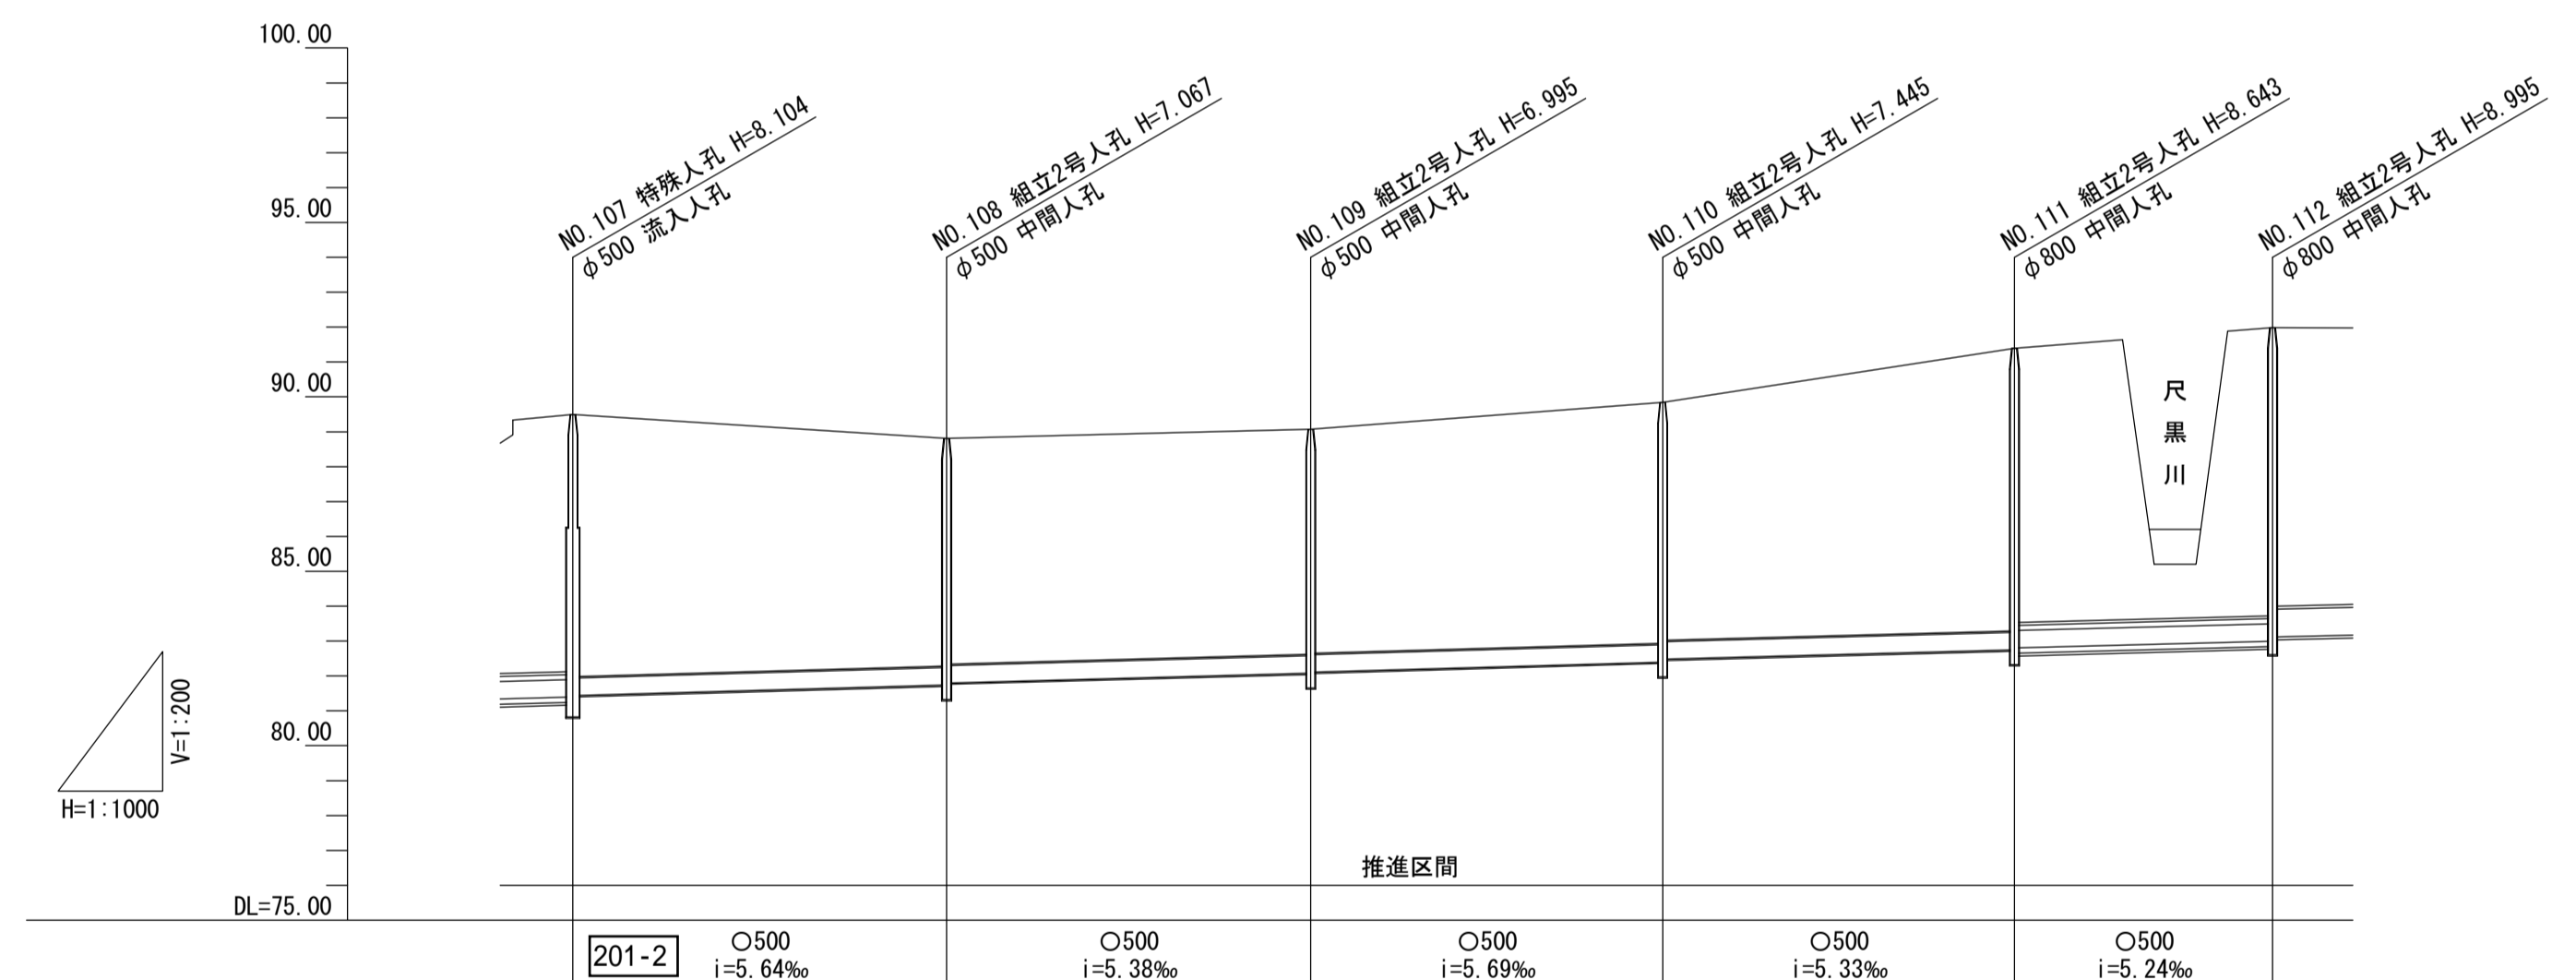 100.00
95.00
90.00
85.00
80.00
DL=75.00
V=1:200
H=1:1000
NO.107 特殊人孔 H=8.104
φ500 流入人孔
NO.108 組立2号人孔 H=7.067
φ500 中間人孔
NO.109 組立2号人孔 H=6.995
φ500 中間人孔
NO.110 組立2号人孔 H=7.445
φ500 中間人孔
NO.111 組立2号人孔 H=8.643
φ800 中間人孔
NO.112 組立2号人孔 H=8.995
φ800 中間人孔
尺黒川
推進区間
201-2
○500
i=5.64‰
○500
i=5.38‰
○500
i=5.69‰
○500
i=5.33‰
○500
i=5.24‰